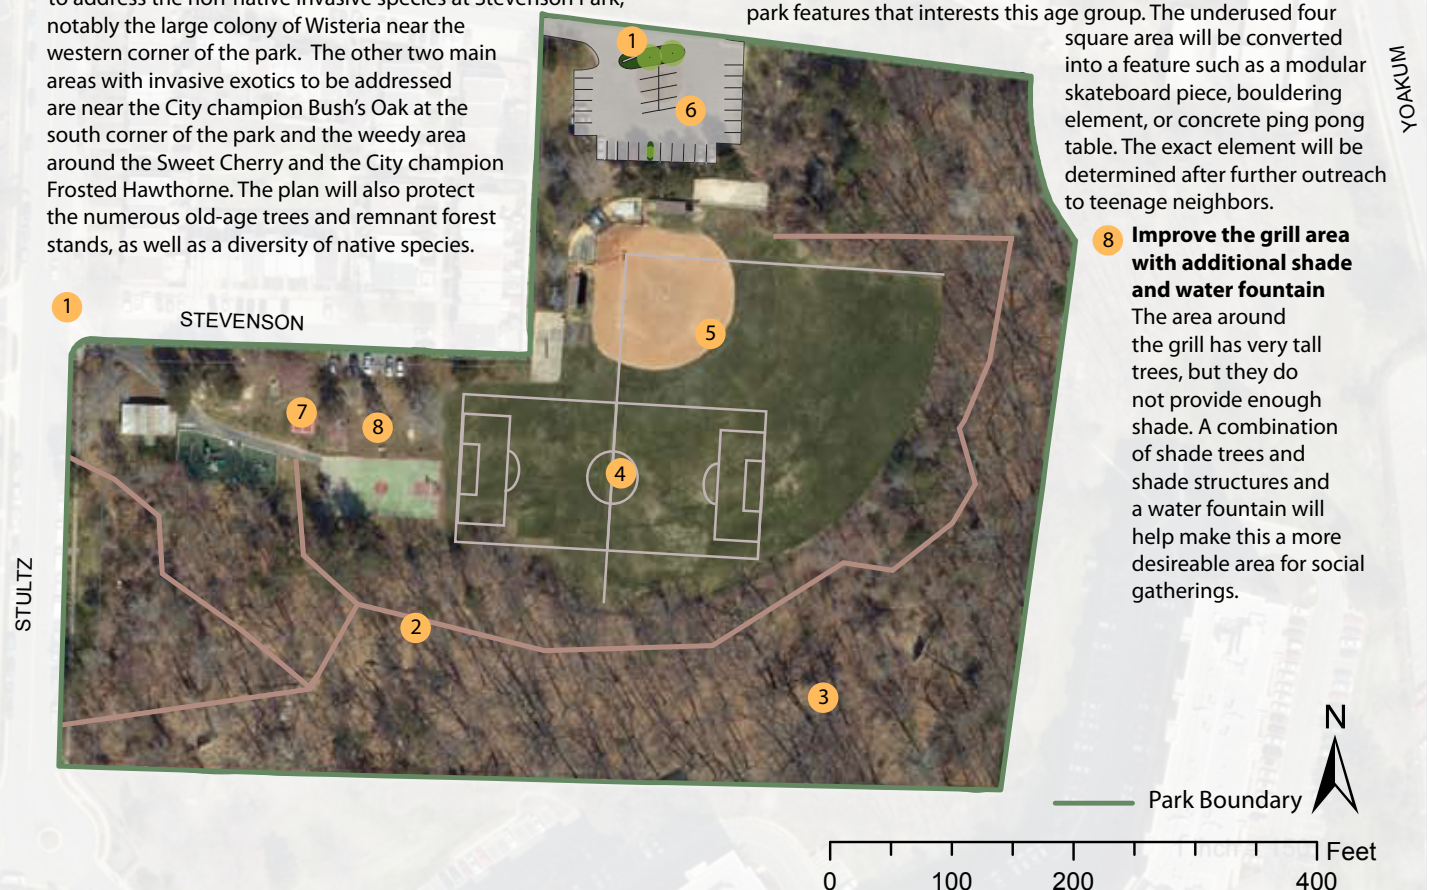 to address the non-native invasive species at Stevenson Park,
notably the large colony of Wisteria near the
western corner of the park. The other two main
areas with invasive exotics to be addressed
are near the City champion Bush's Oak at the
south corner of the park and the weedy area
around the Sweet Cherry and the City champion
Frosted Hawthorne. The plan will also protect
the numerous old-age trees and remnant forest
stands, as well as a diversity of native species.
park features that interests this age group. The underused four
square area will be converted
into a feature such as a modular
skateboard piece, bouldering
element, or concrete ping pong
table. The exact element will be
determined after further outreach
to teenage neighbors.
8 Improve the grill area
with additional shade
and water fountain
The area around
the grill has very tall
trees, but they do
not provide enough
shade. A combination
of shade trees and
shade structures and
a water fountain will
help make this a more
desireable area for social
gatherings.
YOAKUM
1
6
1
STEVENSON
5
7
8
4
STULTZ
2
3
N
Park Boundary
Feet
0 100 200 400